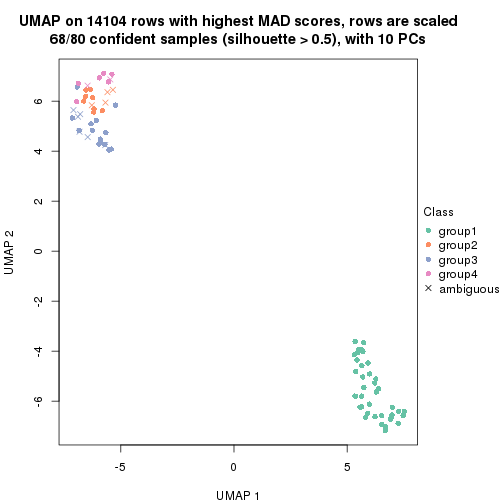 UMAP on 14104 rows with highest MAD scores, rows are scaled
68/80 confident samples (silhouette > 0.5), with 10 PCs
6
4
2
0
-2
-4
-6
UMAP 2
-5
0
5
UMAP 1
Class
group1
group2
group3
group4
ambiguous